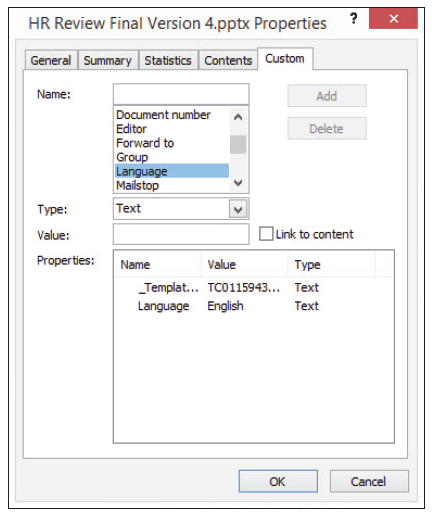 HR Review Final Version 4.pptx Properties ? ×
General Summary Statistics Contents Custom
Name:
Add
Document number
Delete
Editor
Forward to
Group
Language
Mailstop
Type: Text
Value: Link to content
Properties:
Name Value Type
_Templat... TC0115943... Text
Language English Text
OK Cancel